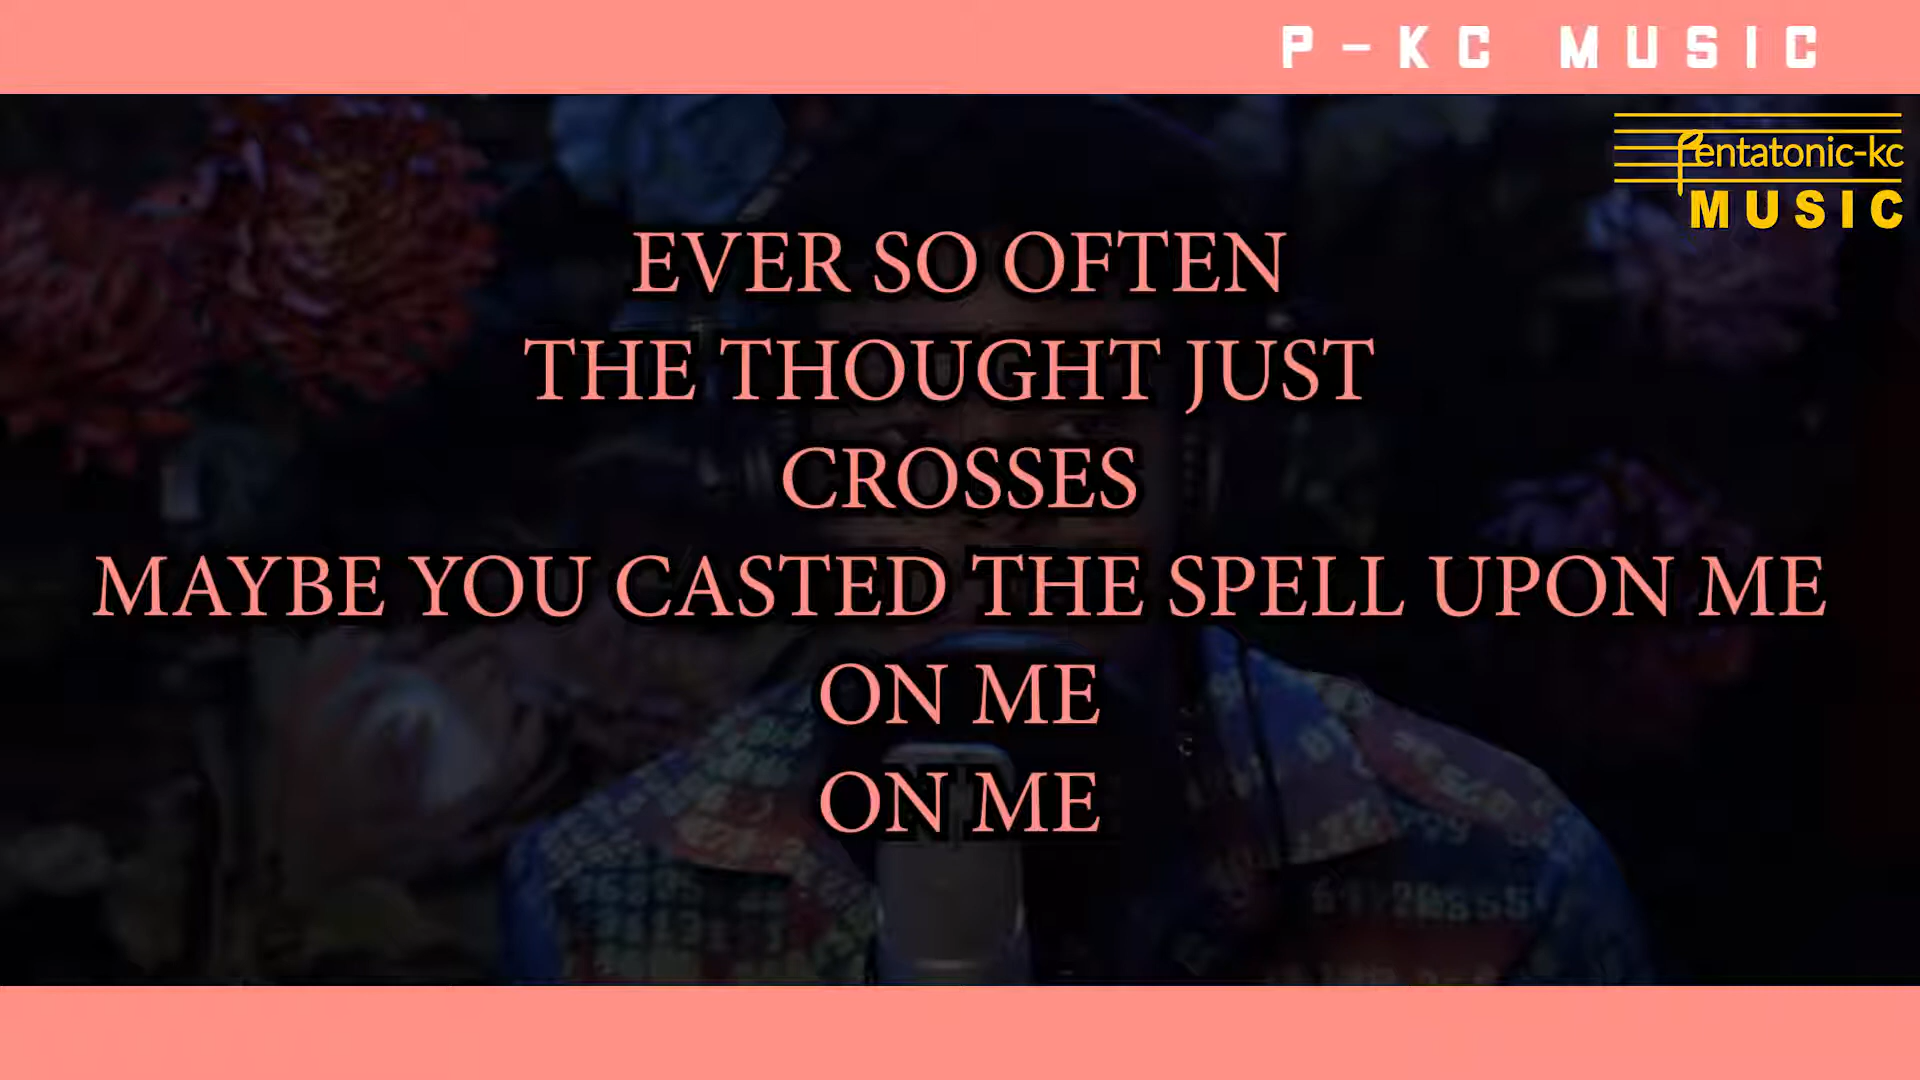 P-KC MUSIC
Pentatonic-kc
MUSIC
EVER SO OFTEN
THE THOUGHT JUST
CROSSES
MAYBE YOU CASTED THE SPELL UPON ME
ON ME
ON ME